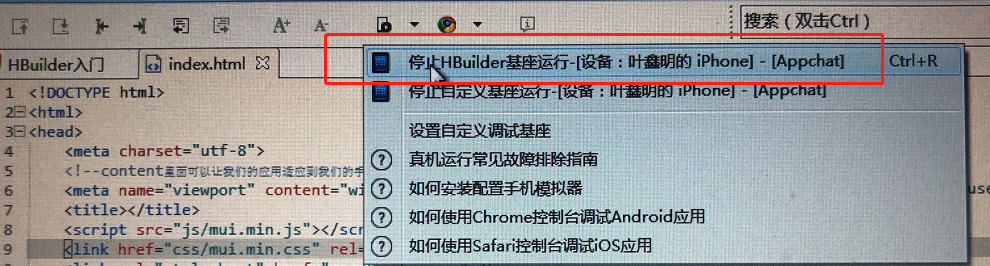 A+ A-
搜索（双击Ctrl）
HBuilder入门 index.html
停止HBuilder基座运行-[设备：叶鑫明的 iPhone] - [Appchat] Ctrl+R
停止自定义基座运行-[设备：叶鑫明的 iPhone] - [Appchat]
设置自定义调试基座
真机运行常见故障排除指南
如何安装配置手机模拟器
如何使用Chrome控制台调试Android应用
如何使用Safari控制台调试iOS应用
1 <!DOCTYPE html>
2 <html>
3 <head>
4 <meta charset="utf-8">
5 <!--content里面可以让我们的应用适应到我们的手
6 <meta name="viewport" content="wi use
7 <title></title>
8 <script src="js/mui.min.js"></scr
9 <link href="css/mui.min.css" rel=